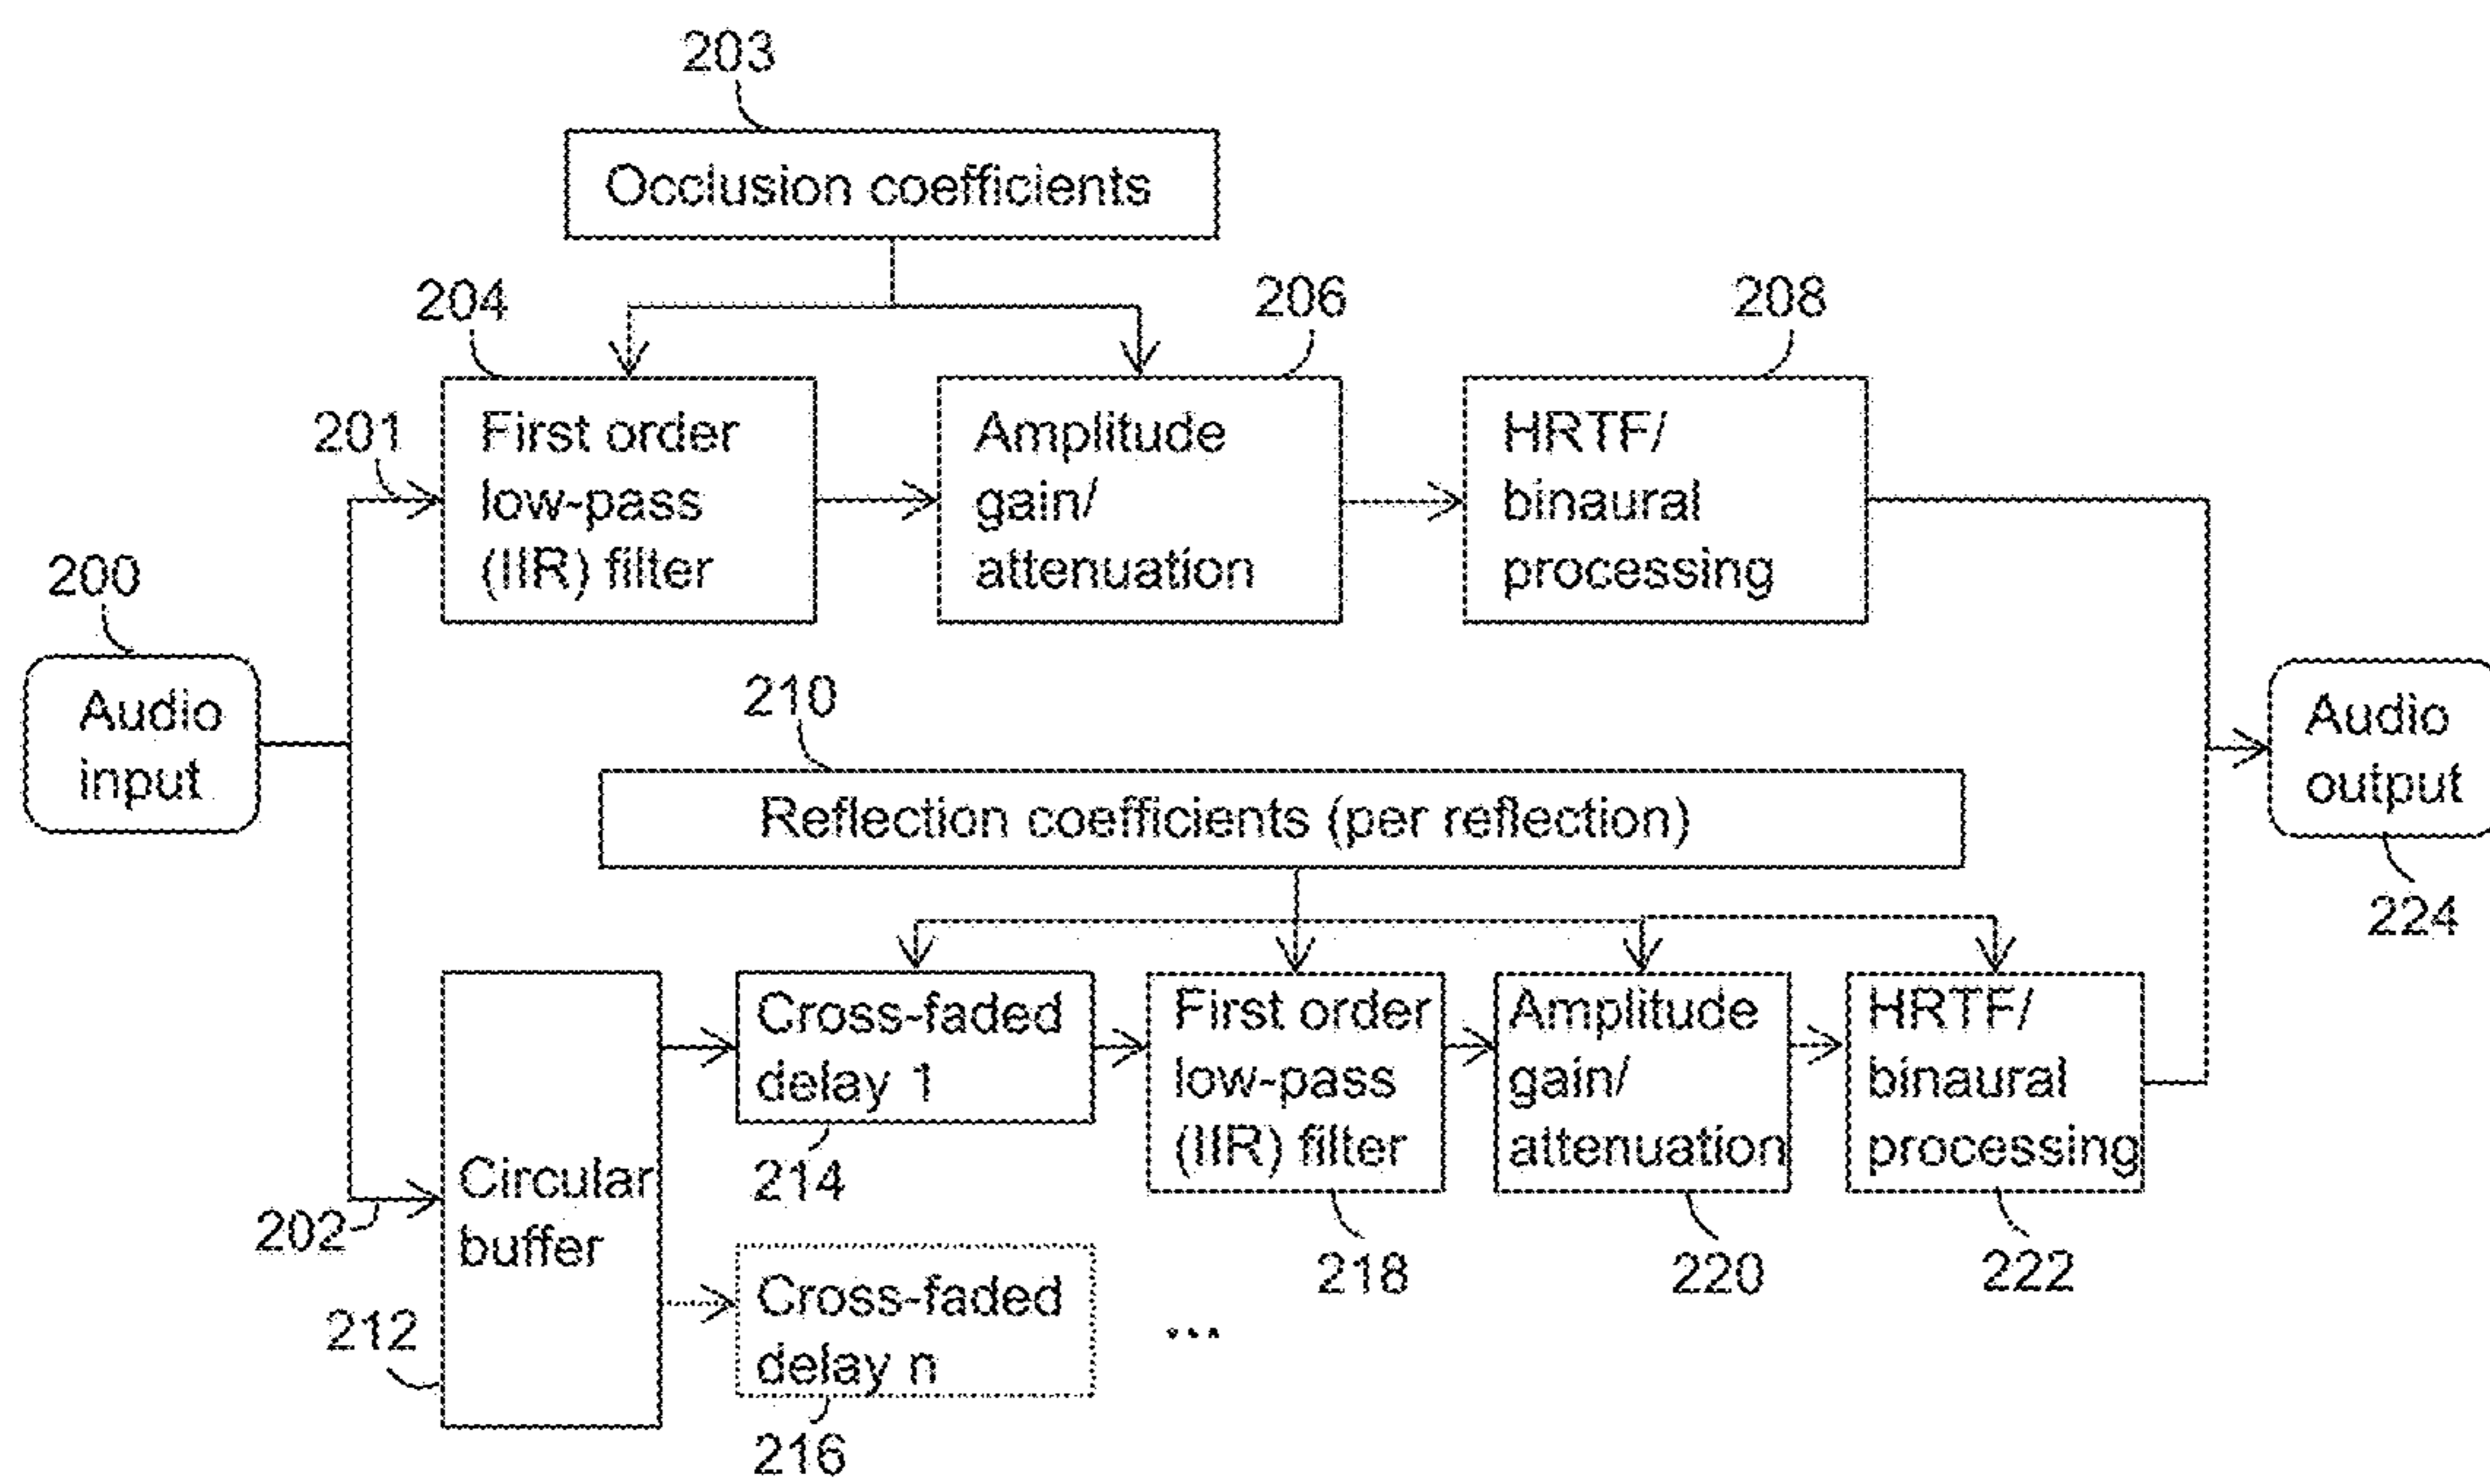 203
Occlusion coefficients
204
206
208
201
First order
low-pass
(IIR) filter
Amplitude
gain/
attenuation
HRTF/
binaural
processing
200
Audio
input
210
Reflection coefficients (per reflection)
Audio
output
224
202
Circular
buffer
212
Cross-faded
delay 1
214
First order
low-pass
(IIR) filter
218
Amplitude
gain/
attenuation
220
HRTF/
binaural
processing
222
Cross-faded
delay n
...
216